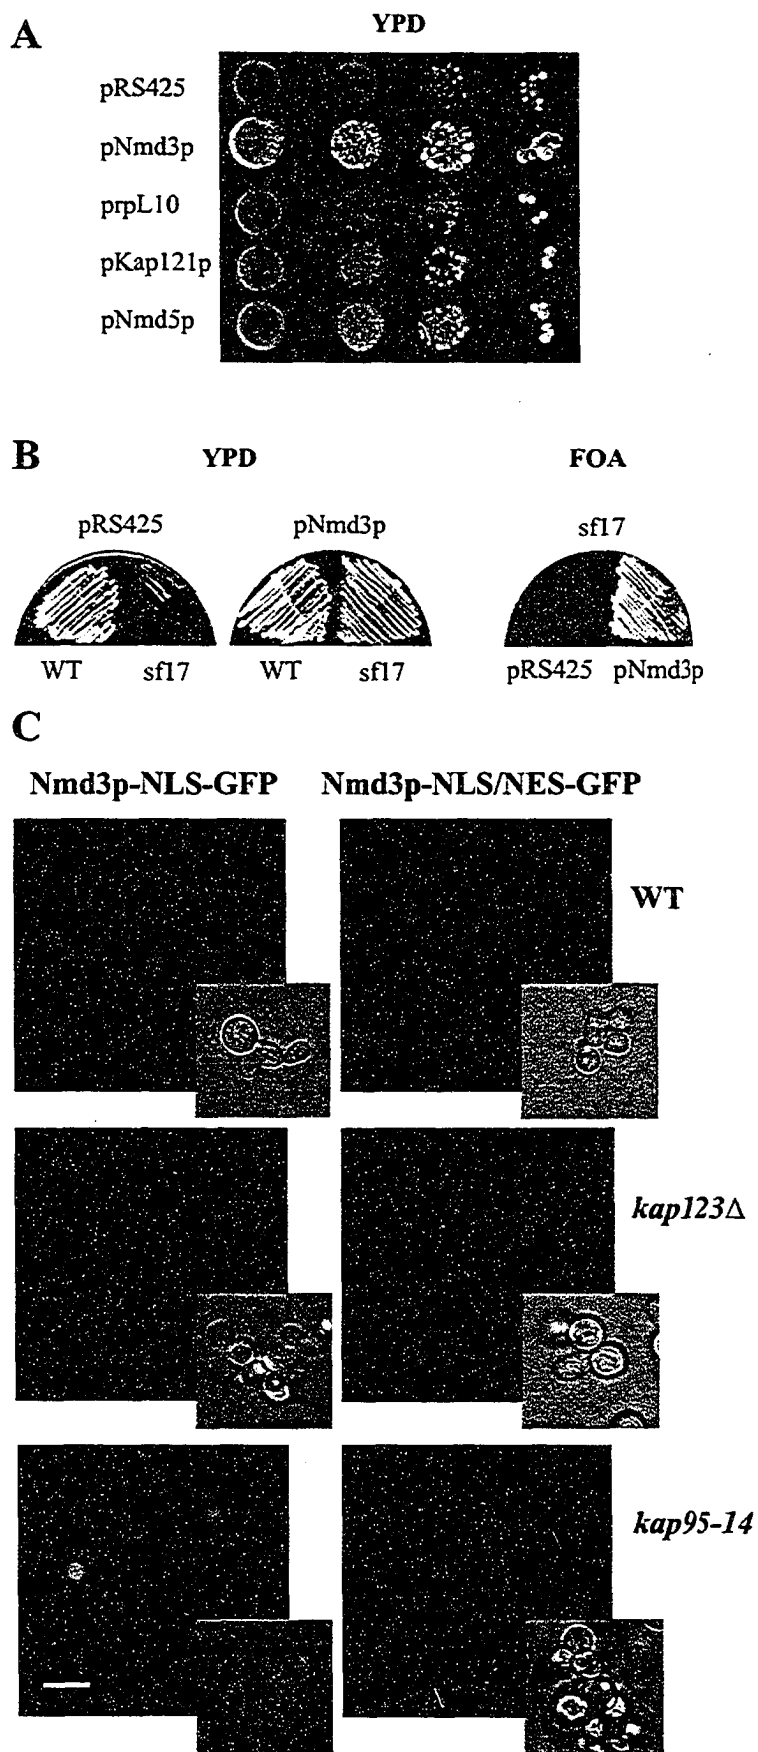 A
YPD
pRS425
pNmd3p
prpL10
pKap121p
pNmd5p
B
YPD
FOA
pRS425
pNmd3p
sf17
WT
sf17
WT
sf17
pRS425
pNmd3p
C
Nmd3p-NLS-GFP
Nmd3p-NLS/NES-GFP
WT
kap123Δ
kap95-14